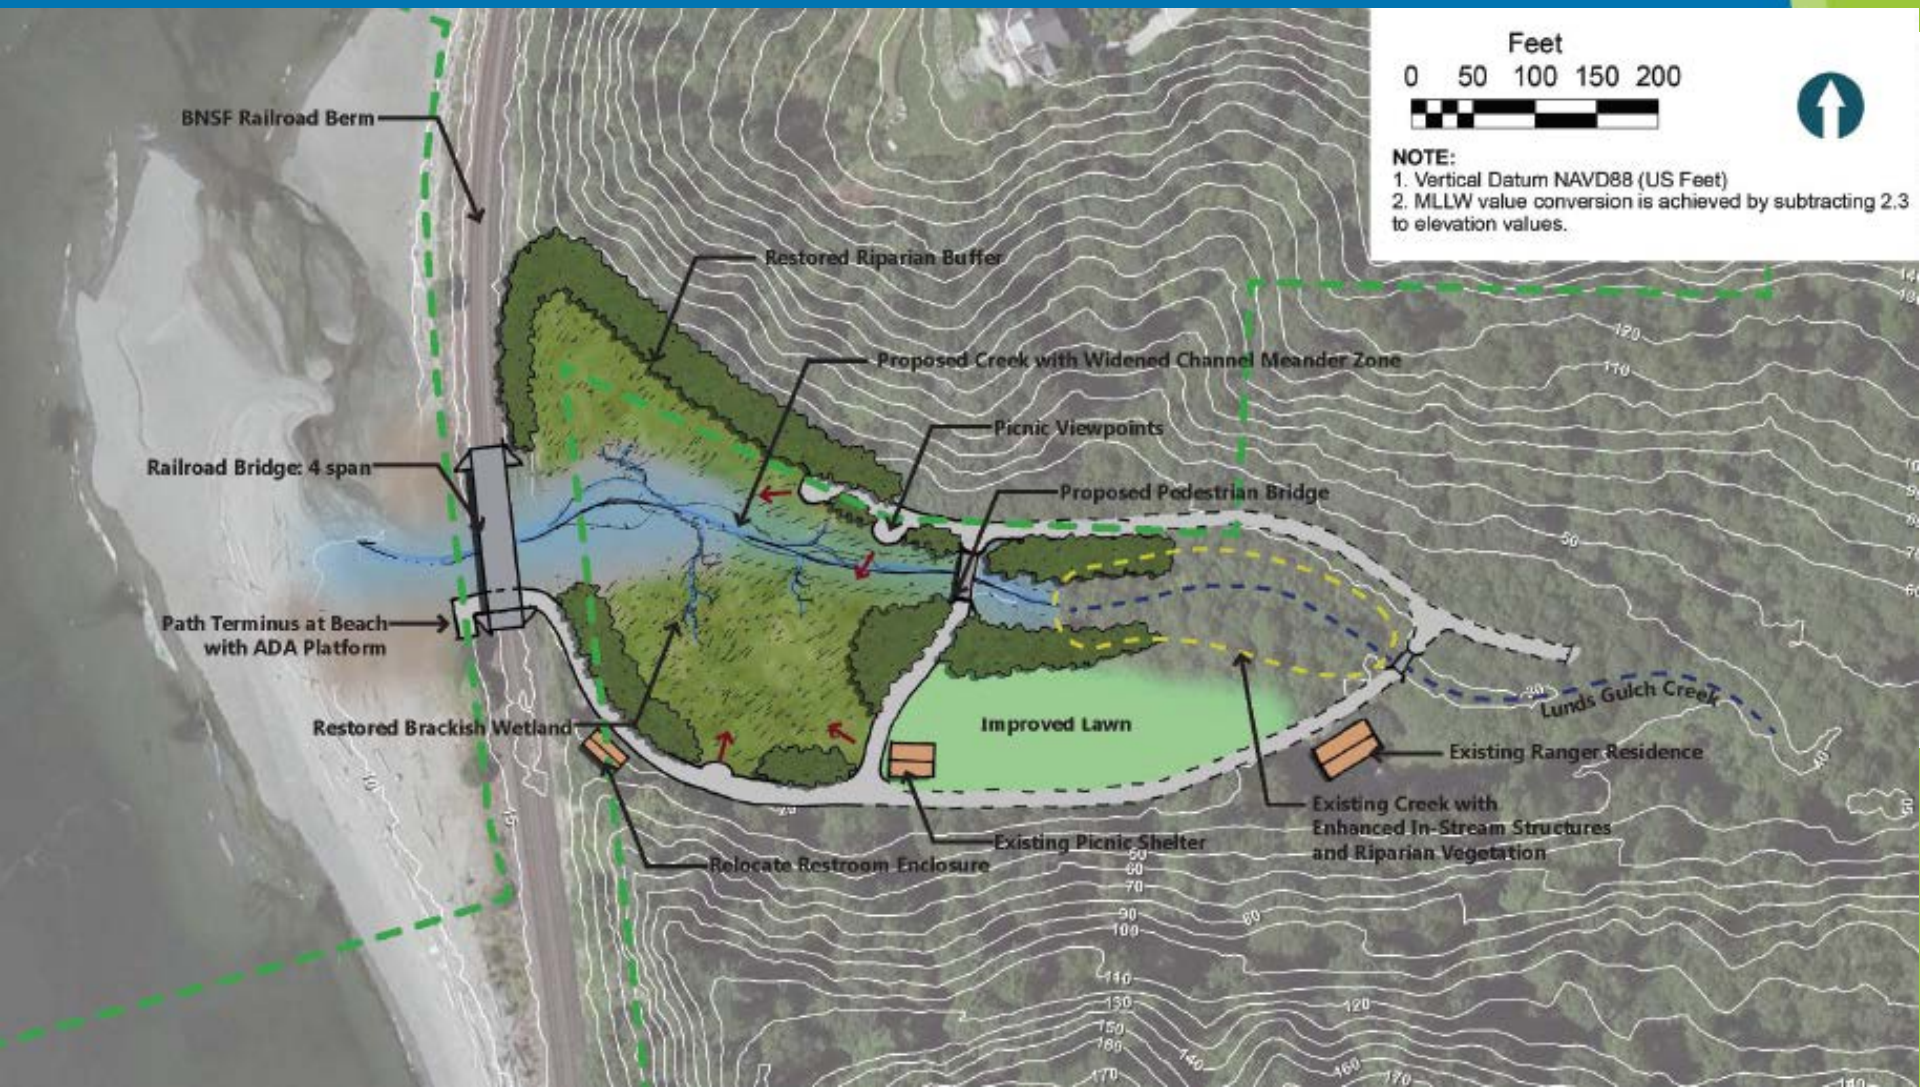 Feet
0 50 100 150 200
NOTE:
1. Vertical Datum NAVD88 (US Feet)
2. MLLW value conversion is achieved by subtracting 2.3
to elevation values.
BNSF Railroad Berm
Restored Riparian Buffer
120
110
Proposed Creek with Widened Channel Meander Zone
Picnic Viewpoints
Railroad Bridge: 4 span
Proposed Pedestrian Bridge
50
Path Terminus at Beach
with ADA Platform
Lunds Gulch Creek
Restored Brackish Wetland
Improved Lawn
Existing Ranger Residence
40
10
Existing Creek with
Enhanced In-Stream Structures
and Riparian Vegetation
Existing Picnic Shelter
Relocate Restroom Enclosure
60
70
90
100
110
130
120
150
140
160
170
170